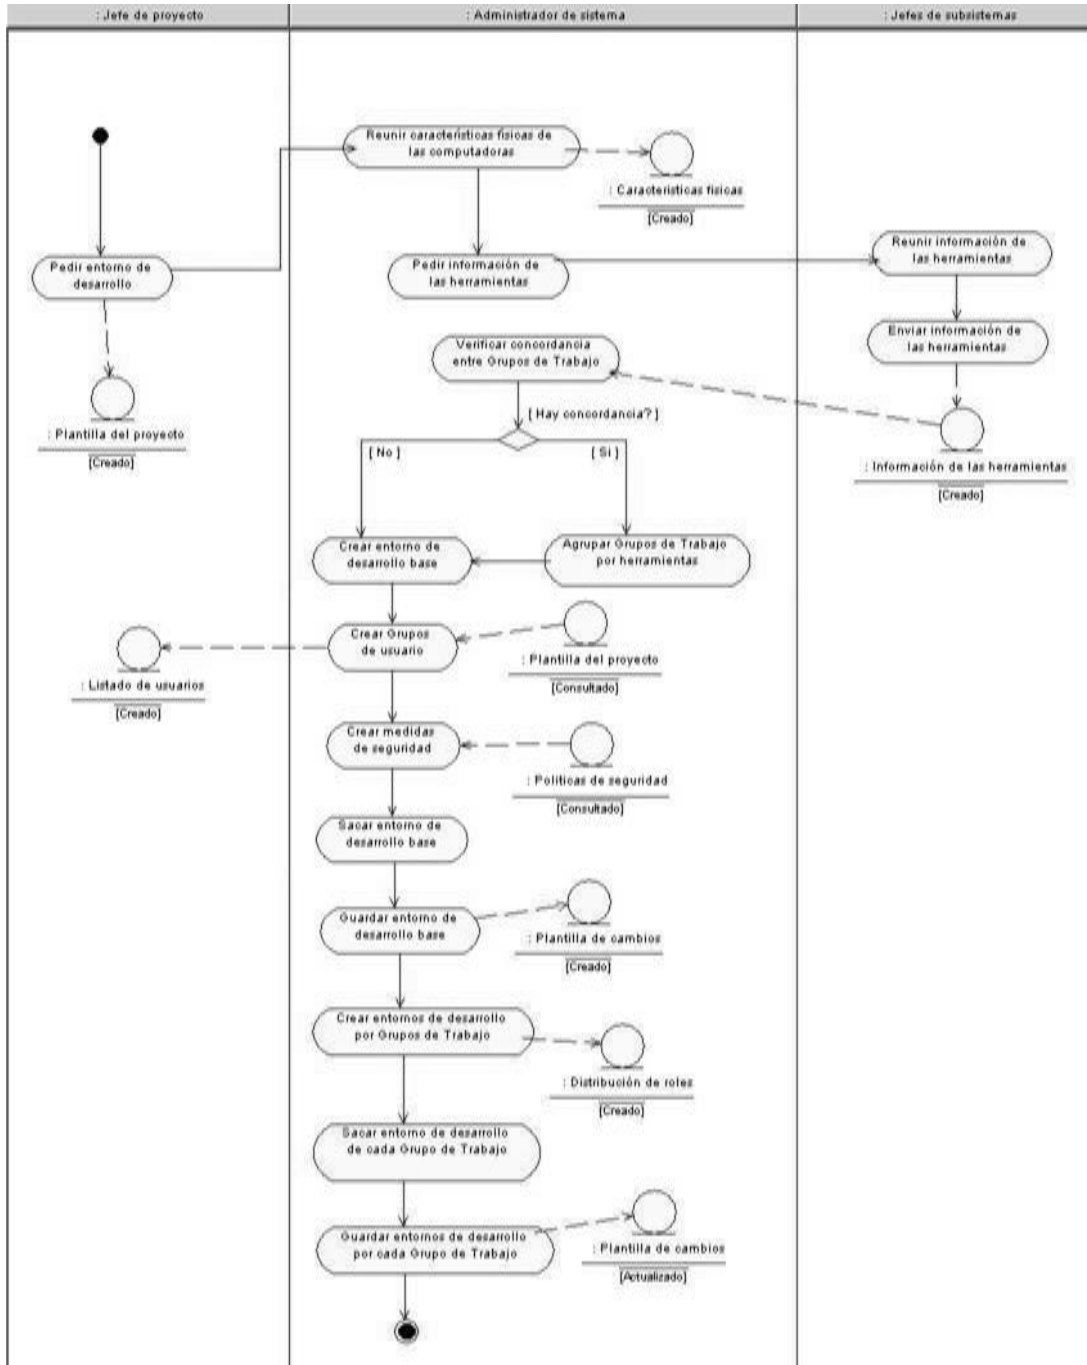 : Jefe de proyecto
: Administrador de sistema
: Jefes de subsistemas
Reunir características físicas de
las computadoras
: Caracteristicas fisicas
[Creado]
Pedir entorno de
desarrollo
Pedir información de
las herramientas
Reunir información de
las herramientas
Enviar información de
las herramientas
Verificar concordancia
entre Grupos de Trabajo
: Plantilla del proyecto
[Creado]
[ Hay concordancia? ]
[ No ]
[ Si ]
: Información de las herramientas
[Creado]
Crear entorno de
desarrollo base
Agrupar Grupos de Trabajo
por herramientas
Crear Grupos
de usuario
: Plantilla del proyecto
[Consultado]
: Listado de usuarios
[Creado]
Crear medidas
de seguridad
: Políticas de seguridad
[Consultado]
Sacar entorno de
desarrollo base
Guardar entorno de
desarrollo base
: Plantilla de cambios
[Creado]
Crear entornos de desarrollo
por Grupos de Trabajo
: Distribución de roles
[Creado]
Sacar entorno de desarrollo
de cada Grupo de Trabajo
Guardar entornos de desarrollo
por cada Grupo de Trabajo
: Plantilla de cambios
[Actualizado]